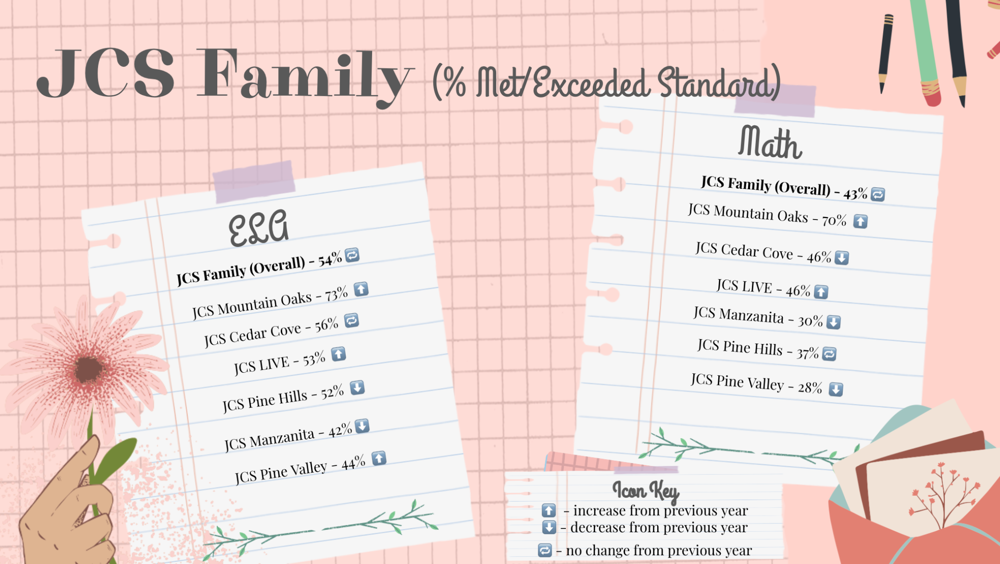 JCS Family (% Met/Exceeded Standard)
ELA
JCS Family (Overall) - 54% 🔁
JCS Mountain Oaks - 73% ⬆️
JCS Cedar Cove - 56% 🔁
JCS LIVE - 53% ⬆️
JCS Pine Hills - 52% ⬇️
JCS Manzanita - 42% ⬇️
JCS Pine Valley - 44% ⬆️
Math
JCS Family (Overall) - 43% 🔁
JCS Mountain Oaks - 70% ⬆️
JCS Cedar Cove - 46% ⬇️
JCS LIVE - 46% ⬆️
JCS Manzanita - 30% ⬇️
JCS Pine Hills - 37% 🔁
JCS Pine Valley - 28% ⬇️
Icon Key
⬆️ - increase from previous year
⬇️ - decrease from previous year
🔁 - no change from previous year